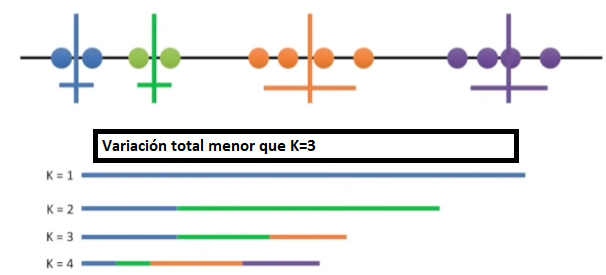 Variación total menor que K=3
K = 1
K = 2
K = 3
K = 4